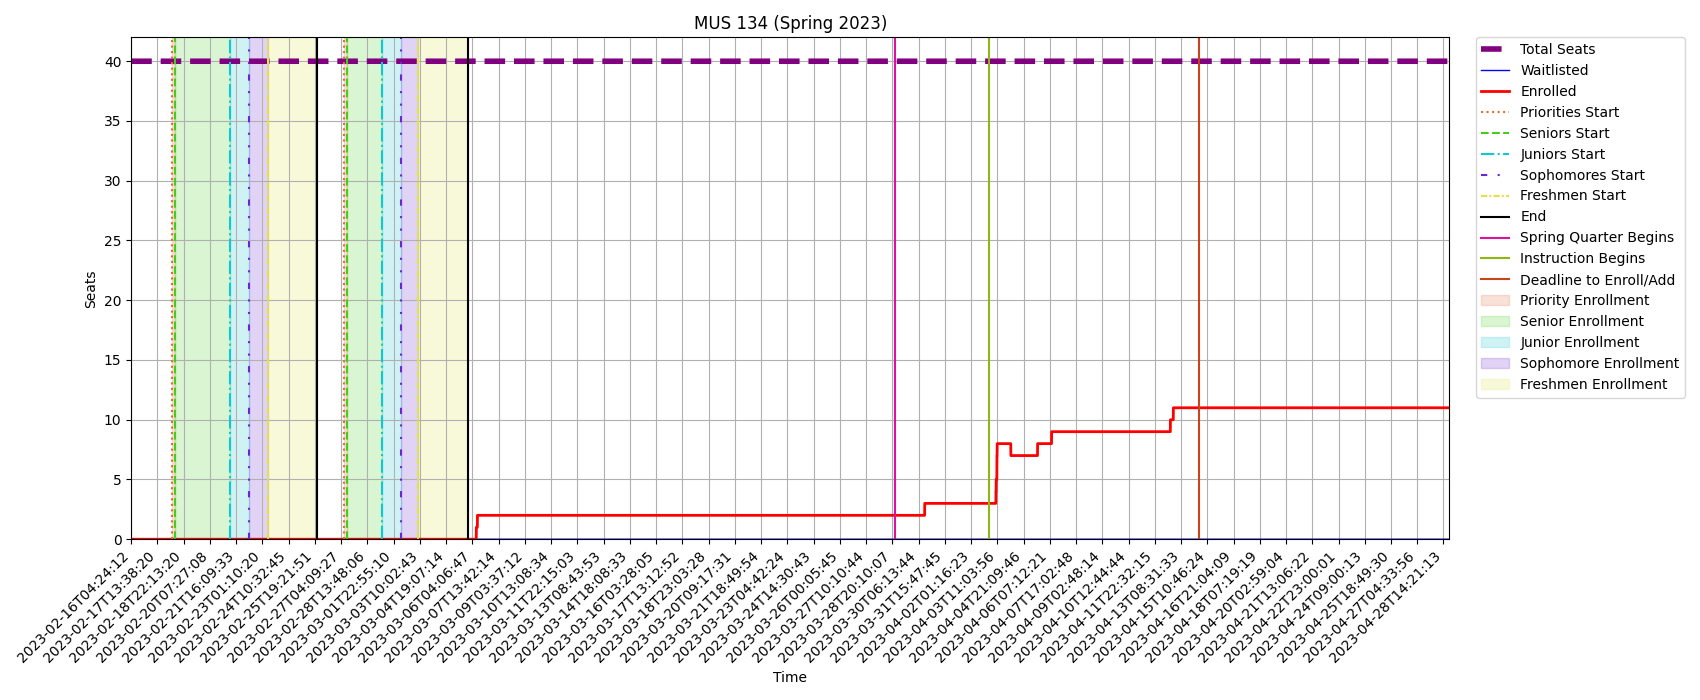 MUS 134 (Spring 2023)
Seats
40
35
30
25
20
15
10
5
0
2023-02-16T04:24:12
2023-02-17T13:38:20
2023-02-18T22:13:20
2023-02-20T07:27:08
2023-02-21T16:09:33
2023-02-23T01:10:20
2023-02-24T10:32:45
2023-02-25T19:21:51
2023-02-27T04:09:27
2023-02-28T13:48:06
2023-03-01T22:55:10
2023-03-03T10:02:43
2023-03-04T19:07:14
2023-03-06T04:06:47
2023-03-07T13:42:14
2023-03-09T03:37:12
2023-03-10T13:08:34
2023-03-11T22:15:03
2023-03-13T08:43:53
2023-03-14T18:08:33
2023-03-16T03:28:05
2023-03-17T13:12:52
2023-03-18T23:03:28
2023-03-20T09:17:31
2023-03-21T18:49:54
2023-03-23T04:42:24
2023-03-24T14:30:43
2023-03-26T00:05:45
2023-03-27T10:10:44
2023-03-28T20:10:07
2023-03-30T06:13:44
2023-03-31T15:47:45
2023-04-02T01:16:23
2023-04-03T11:03:56
2023-04-04T21:09:46
2023-04-06T07:12:21
2023-04-07T17:02:48
2023-04-09T02:48:14
2023-04-10T12:44:44
2023-04-11T22:32:15
2023-04-13T08:31:33
2023-04-15T10:46:24
2023-04-16T21:04:09
2023-04-18T07:19:19
2023-04-20T02:59:04
2023-04-21T13:06:22
2023-04-22T23:00:01
2023-04-24T09:00:13
2023-04-25T18:49:30
2023-04-27T04:33:56
2023-04-28T14:21:13
Time
Total Seats
Waitlisted
Enrolled
Priorities Start
Seniors Start
Juniors Start
Sophomores Start
Freshmen Start
End
Spring Quarter Begins
Instruction Begins
Deadline to Enroll/Add
Priority Enrollment
Senior Enrollment
Junior Enrollment
Sophomore Enrollment
Freshmen Enrollment